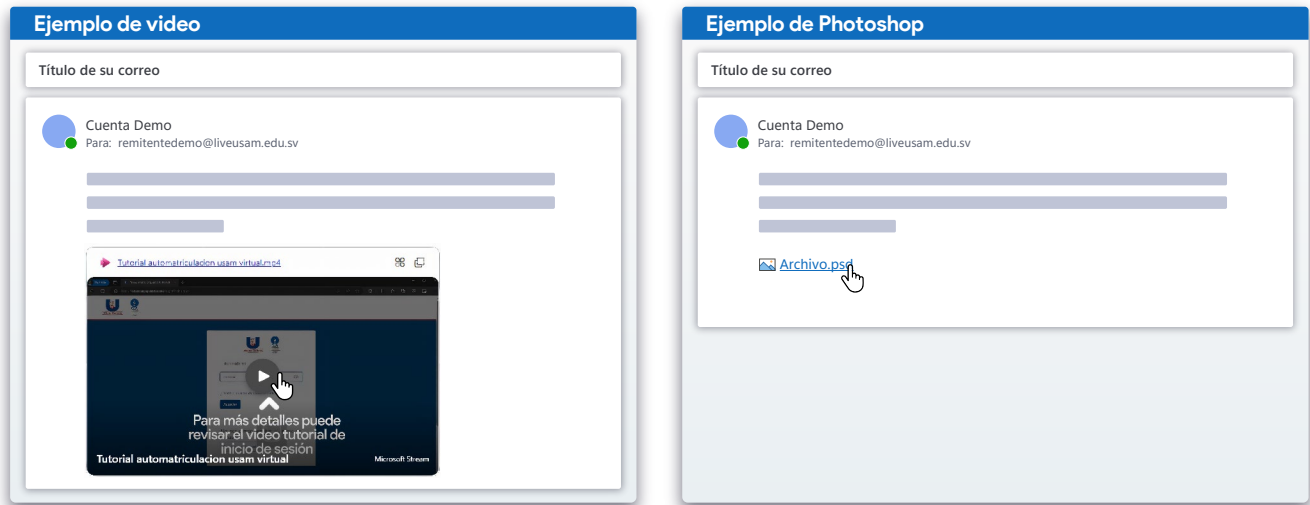 Ejemplo de video
Título de su correo
Cuenta Demo
Para: remitentedemo@liveusam.edu.sv
Tutorial automatriculacion usam virtual.mp4
Para más detalles puede
revisar el video tutorial de
inicio de sesión
Tutorial automatriculacion usam virtual
Microsoft Stream
Ejemplo de Photoshop
Título de su correo
Cuenta Demo
Para: remitentedemo@liveusam.edu.sv
Archivo.psd